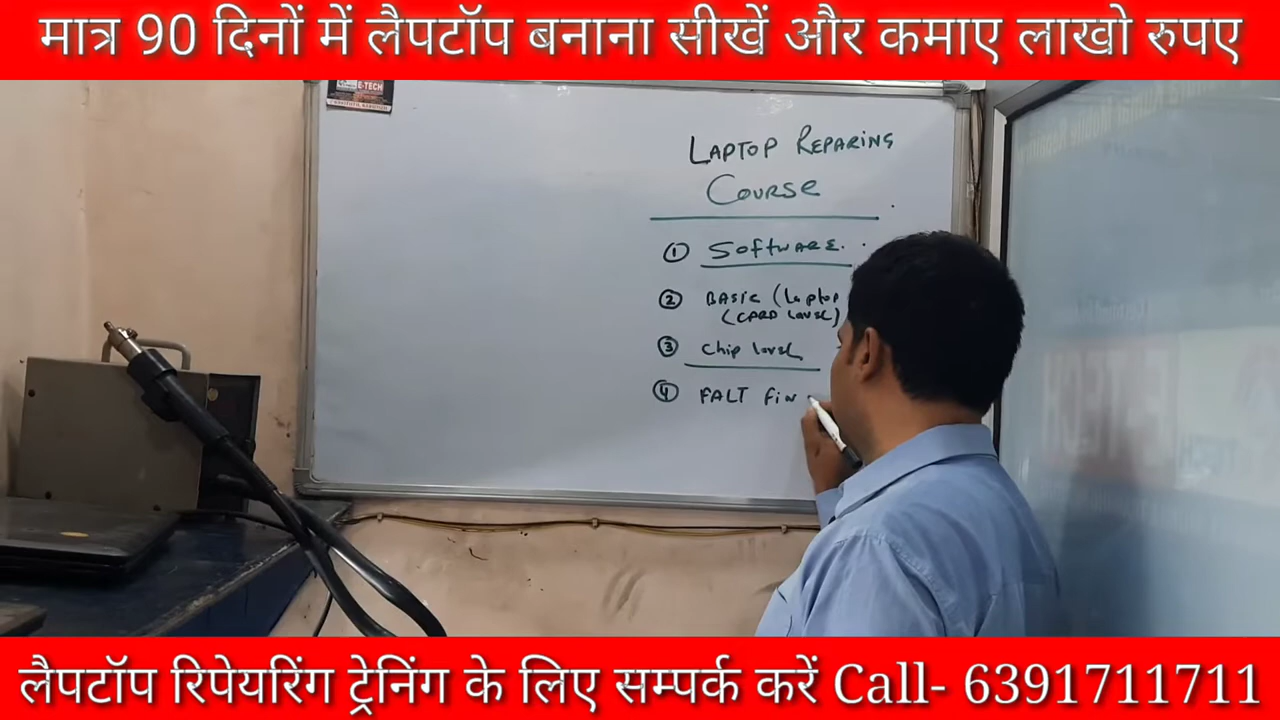 मात्र 90 दिनों में लैपटॉप बनाना सीखें और कमाए लाखो रुपए
E-TECH
LAPTOP REPARING
COURSE
① SOFTWARE.
② BASIC (Laptop
(CARD Level)
③ Chip level
④ FALT Fin
लैपटॉप रिपेयरिंग ट्रेनिंग के लिए सम्पर्क करें Call- 6391711711